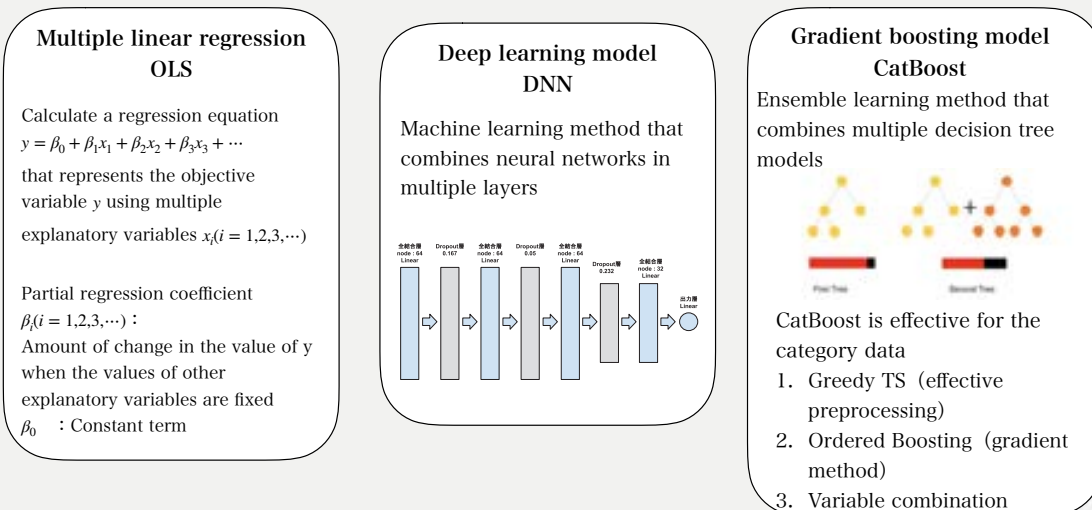 Multiple linear regression
OLS
Calculate a regression equation
y = β₀ + β₁x₁ + β₂x₂ + β₃x₃ + ⋯
that represents the objective
variable y using multiple
explanatory variables xᵢ(i = 1,2,3,⋯)
Partial regression coefficient
βᵢ(i = 1,2,3,⋯)：
Amount of change in the value of y
when the values of other
explanatory variables are fixed
β₀ ：Constant term
Deep learning model
DNN
Machine learning method that
combines neural networks in
multiple layers
全結合層
node : 64
Linear
Dropout層
0.167
全結合層
node : 64
Linear
Dropout層
0.05
全結合層
node : 64
Linear
Dropout層
0.232
全結合層
node : 32
Linear
出力層
Linear
Gradient boosting model
CatBoost
Ensemble learning method that
combines multiple decision tree
models
+
First Tree
Second Tree
CatBoost is effective for the
category data
1. Greedy TS（effective
preprocessing）
2. Ordered Boosting（gradient
method）
3. Variable combination